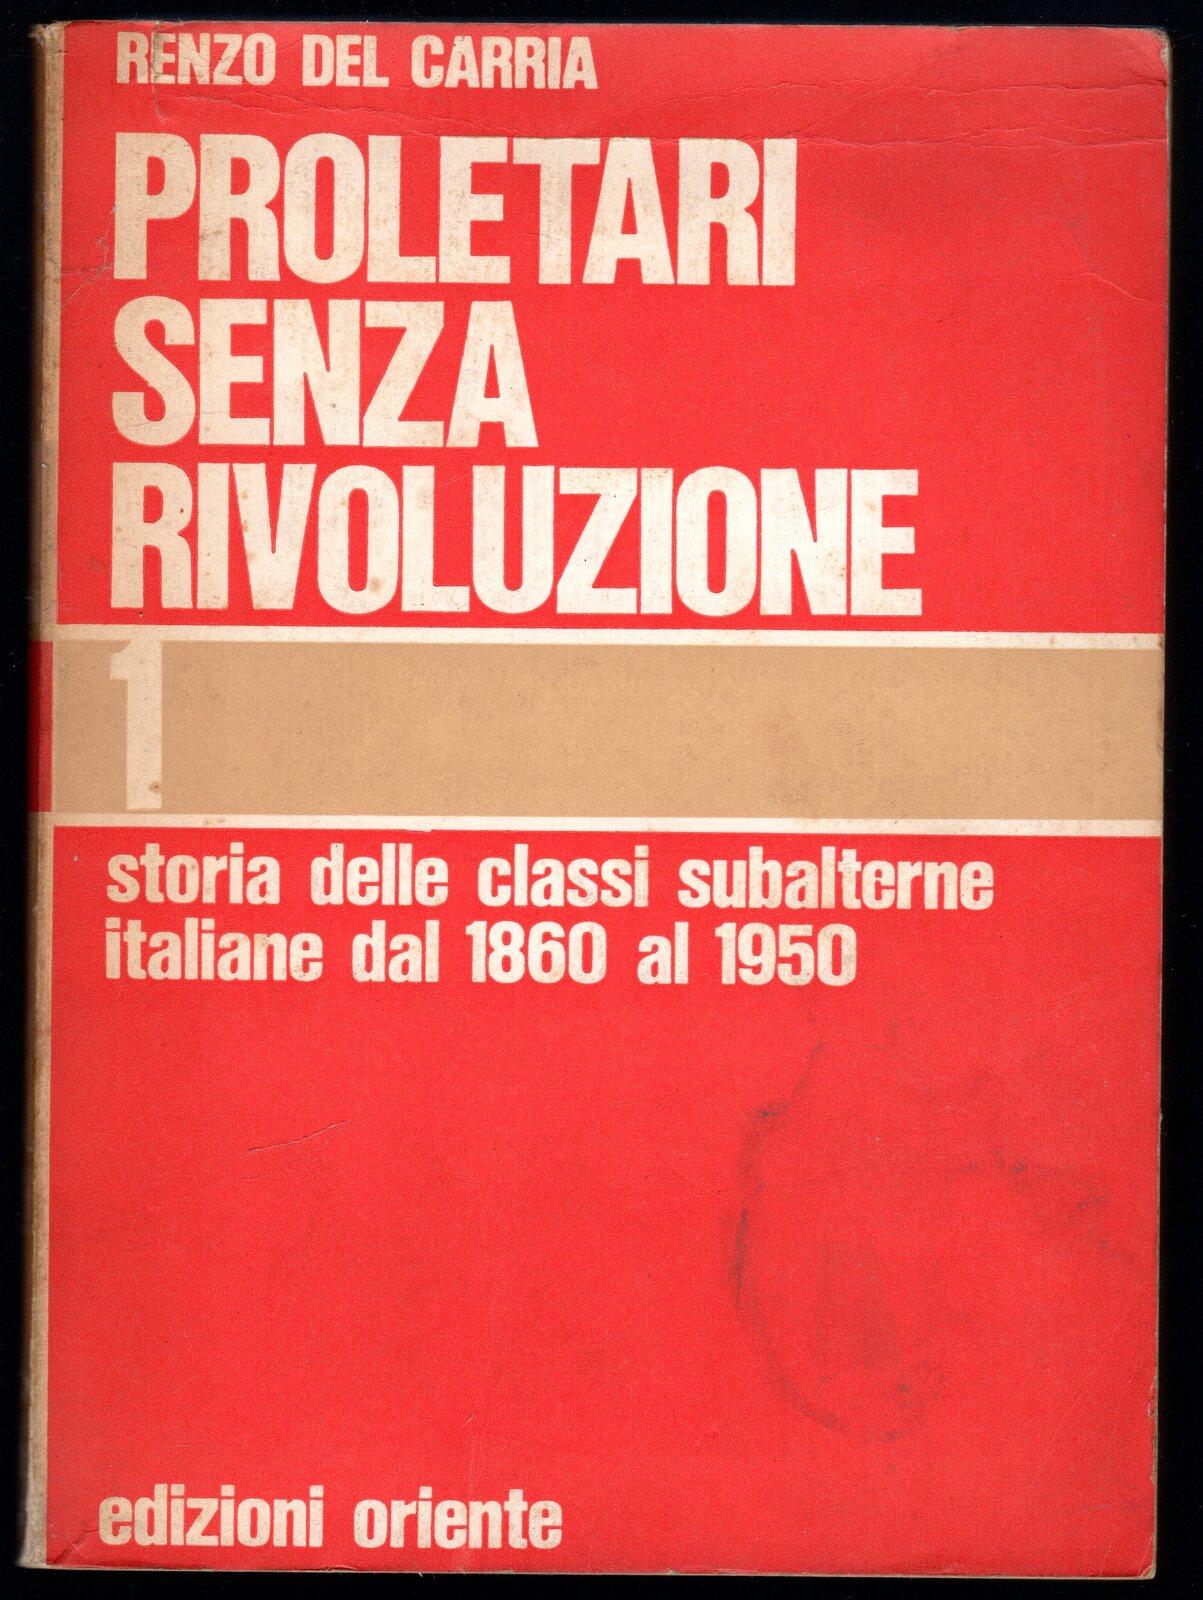 RENZO DEL CARRIA
PROLETARI
SENZA
RIVOLUZIONE
1
storia delle classi subalterne
italiane dal 1860 al 1950
edizioni oriente